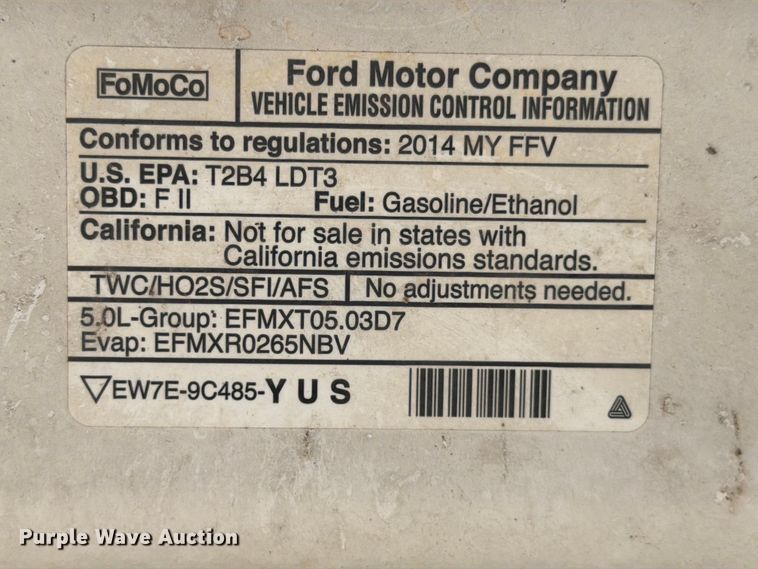 FoMoCo
Ford Motor Company
VEHICLE EMISSION CONTROL INFORMATION
Conforms to regulations: 2014 MY FFV
U.S. EPA: T2B4 LDT3
OBD: F II Fuel: Gasoline/Ethanol
California: Not for sale in states with
California emissions standards.
TWC/HO2S/SFI/AFS No adjustments needed.
5.0L-Group: EFMXT05.03D7
Evap: EFMXR0265NBV
EW7E-9C485-Y U S
Purple Wave Auction